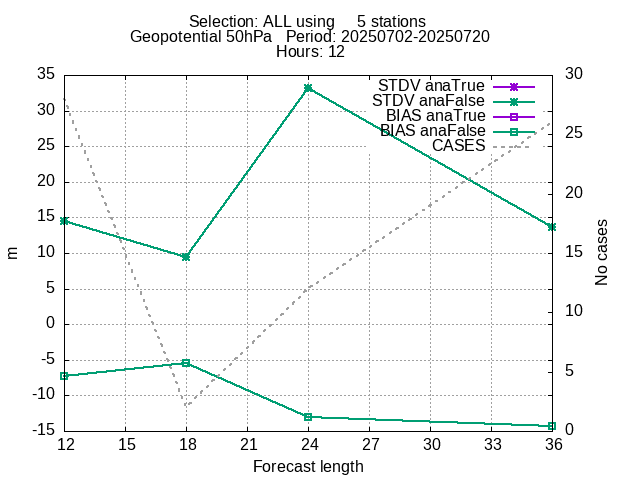 Selection: ALL using     5 stations
Geopotential 50hPa   Period: 20250702-20250720
Hours: 12
STDV anaTrue
STDV anaFalse
BIAS anaTrue
BIAS anaFalse
CASES
35
30
25
20
15
10
5
0
-5
-10
-15
m
30
25
20
15
10
5
0
No cases
12 15 18 21 24 27 30 33 36
Forecast length